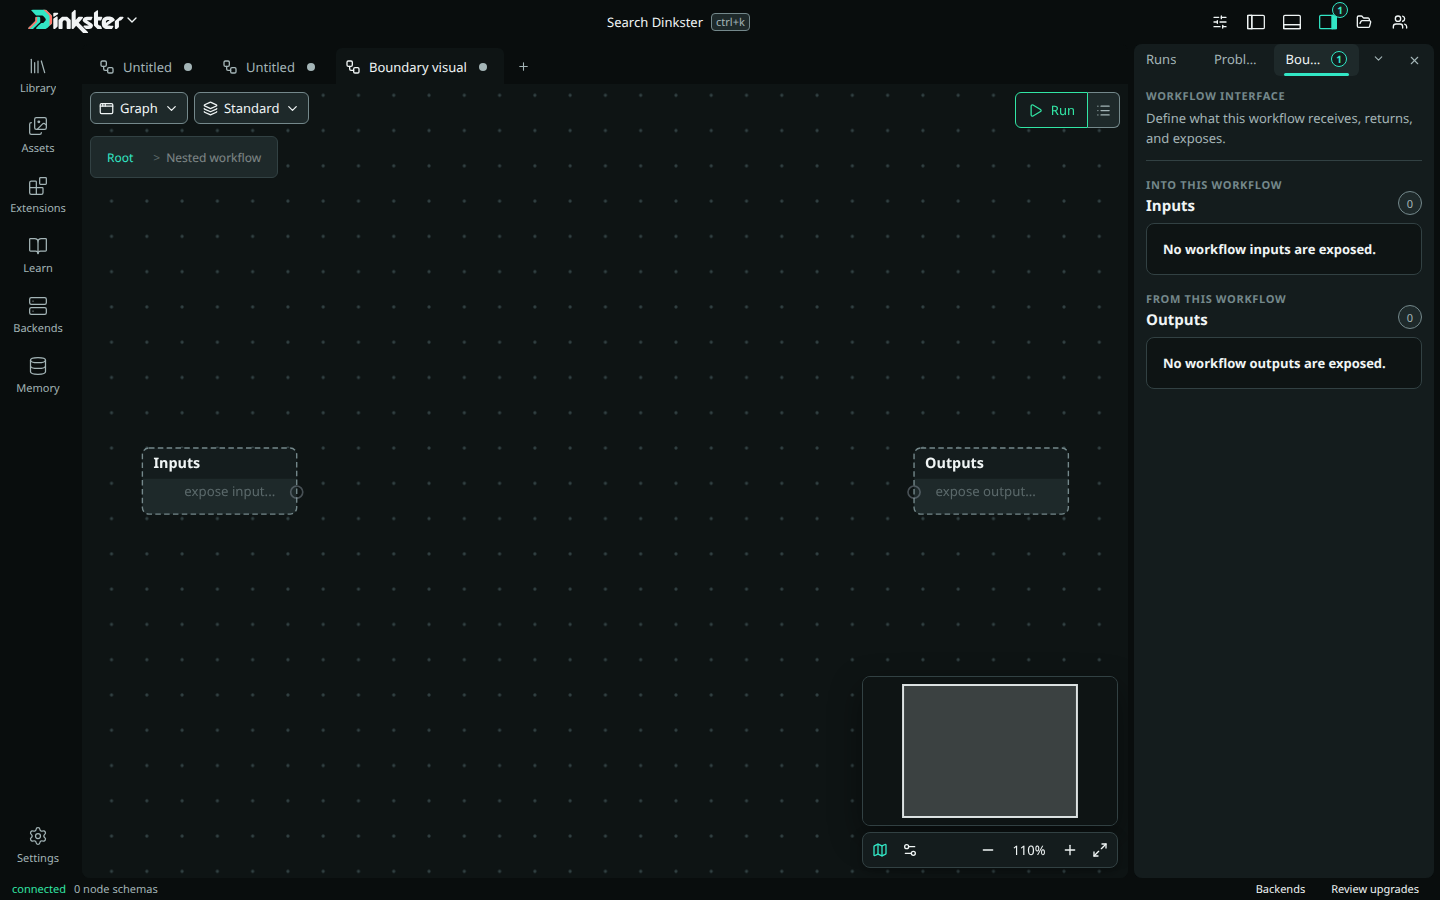 Dinkster
Search Dinkster ctrl+k
1
Library
Assets
Extensions
Learn
Backends
Memory
Settings
Untitled
Untitled
Boundary visual
Graph
Standard
Run
Root > Nested workflow
Inputs
expose input...
Outputs
expose output...
110%
Runs
Probl...
Bou... 1
WORKFLOW INTERFACE
Define what this workflow receives, returns,
and exposes.
INTO THIS WORKFLOW
Inputs 0
No workflow inputs are exposed.
FROM THIS WORKFLOW
Outputs 0
No workflow outputs are exposed.
connected 0 node schemas
Backends Review upgrades